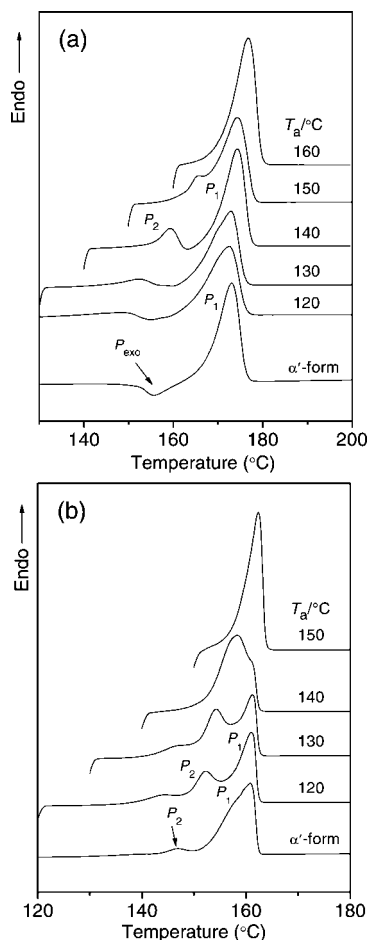 (a)
Endo
Tₐ/°C
160
150
P₁
140
P₂
130
120
P₁
Pₑₓₒ
α′-form
140 160 180 200
Temperature (°C)
(b)
Endo
Tₐ/°C
150
140
130
P₁
P₂
120
P₁
P₂
α′-form
120 140 160 180
Temperature (°C)